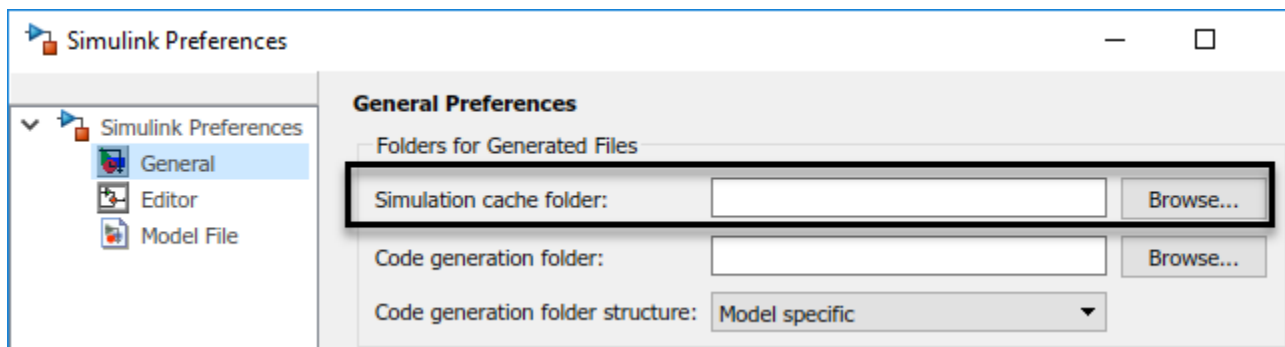 Simulink Preferences
Simulink Preferences
General
Editor
Model File
General Preferences
Folders for Generated Files
Simulation cache folder: Browse...
Code generation folder: Browse...
Code generation folder structure: Model specific